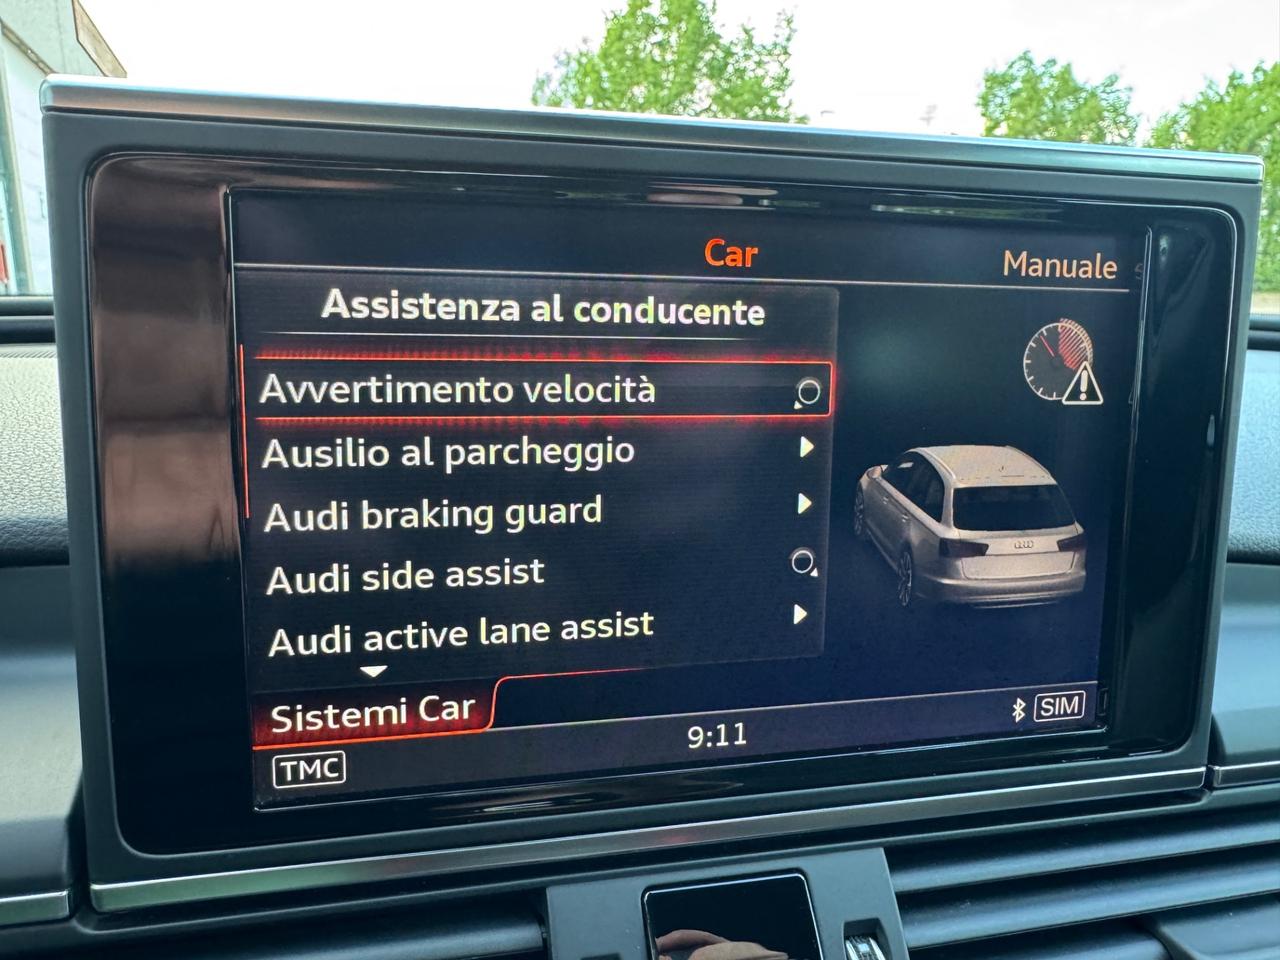 Car
Manuale
Assistenza al conducente
Avvertimento velocità
Ausilio al parcheggio
Audi braking guard
Audi side assist
Audi active lane assist
Sistemi Car
9:11
SIM
TMC